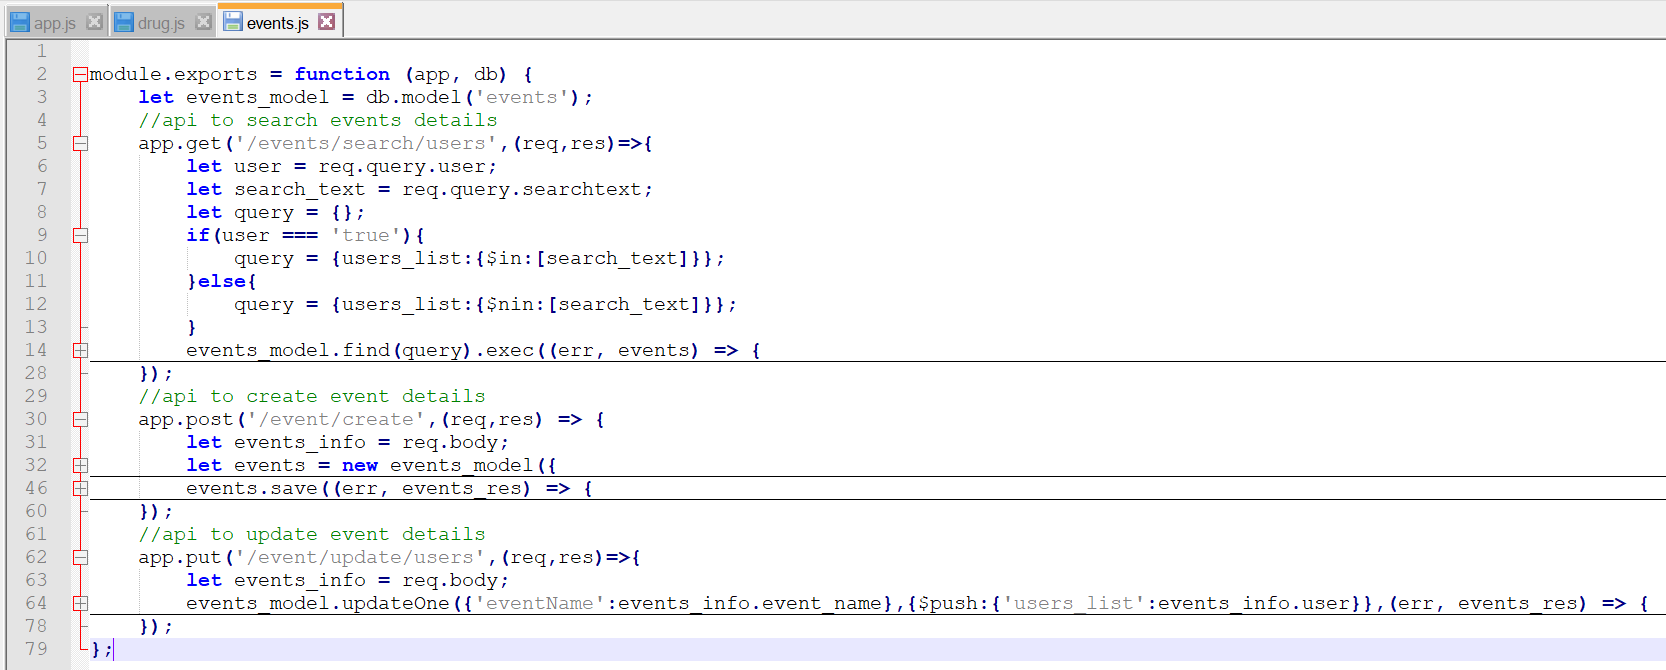 app.js drug.js events.js
1
2 module.exports = function (app, db) {
3 let events_model = db.model('events');
4 //api to search events details
5 app.get('/events/search/users',(req,res)=>{
6 let user = req.query.user;
7 let search_text = req.query.searchtext;
8 let query = {};
9 if(user === 'true'){
10 query = {users_list:{$in:[search_text]}};
11 }else{
12 query = {users_list:{$nin:[search_text]}};
13 }
14 events_model.find(query).exec((err, events) => {
28 });
29 //api to create event details
30 app.post('/event/create',(req,res) => {
31 let events_info = req.body;
32 let events = new events_model({
46 events.save((err, events_res) => {
60 });
61 //api to update event details
62 app.put('/event/update/users',(req,res)=>{
63 let events_info = req.body;
64 events_model.updateOne({'eventName':events_info.event_name},{$push:{'users_list':events_info.user}},(err, events_res) => {
78 });
79 };